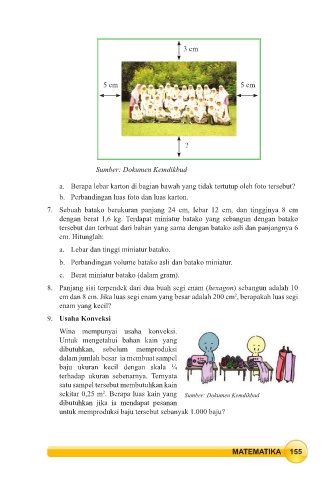 3 cm
5 cm
5 cm
?
Sumber: Dokumen Kemdikbud
a. Berapa lebar karton di bagian bawah yang tidak tertutup oleh foto tersebut?
b. Perbandingan luas foto dan luas karton.
7. Sebuah batako berukuran panjang 24 cm, lebar 12 cm, dan tingginya 8 cm
dengan berat 1,6 kg. Terdapat miniatur batako yang sebangun dengan batako
tersebut dan terbuat dari bahan yang sama dengan batako asli dan panjangnya 6
cm. Hitunglah:
a. Lebar dan tinggi miniatur batako.
b. Perbandingan volume batako asli dan batako miniatur.
c. Berat miniatur batako (dalam gram).
8. Panjang sisi terpendek dari dua buah segi enam (hexagon) sebangun adalah 10
cm dan 8 cm. Jika luas segi enam yang besar adalah 200 cm², berapakah luas segi
enam yang kecil?
9. Usaha Konveksi
Wina mempunyai usaha konveksi.
Untuk mengetahui bahan kain yang
dibutuhkan, sebelum memproduksi
dalam jumlah besar ia membuat sampel
baju ukuran kecil dengan skala ¼
terhadap ukuran sebenarnya. Ternyata
satu sampel tersebut membutuhkan kain
sekitar 0,25 m². Berapa luas kain yang
dibutuhkan jika ia mendapat pesanan
untuk memproduksi baju tersebut sebanyak 1.000 baju?
Sumber: Dokumen Kemdikbud
MATEMATIKA 155